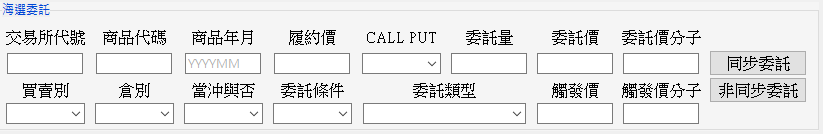 海選委託
交易所代號 商品代碼 商品年月 履約價 CALL PUT 委託量 委託價 委託價分子
YYYYMM 同步委託
買賣別 倉別 當沖與否 委託條件 委託類型 觸發價 觸發價分子 非同步委託